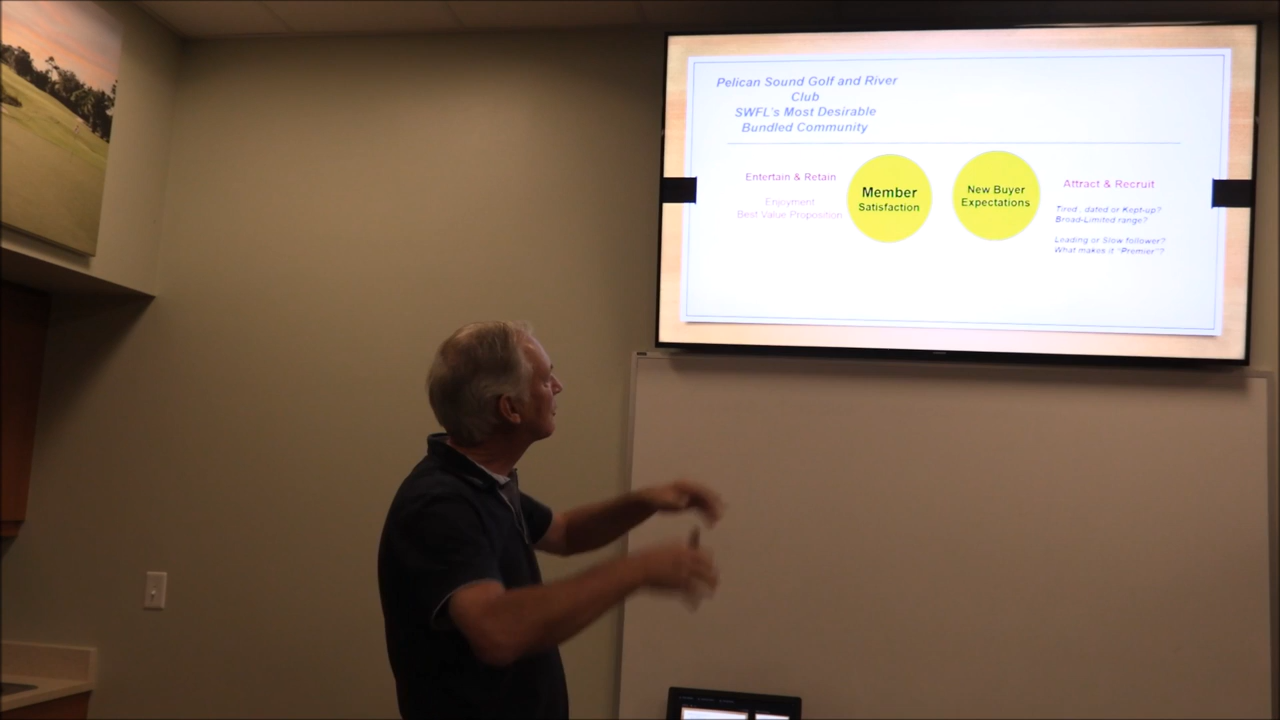 Pelican Sound Golf and River
Club
SWFL's Most Desirable
Bundled Community
Entertain & Retain
Enjoyment
Best Value Proposition
Member
Satisfaction
New Buyer
Expectations
Attract & Recruit
Tired , dated or Kept-up?
Broad-Limited range?
Leading or Slow follower?
What makes it "Premier"?